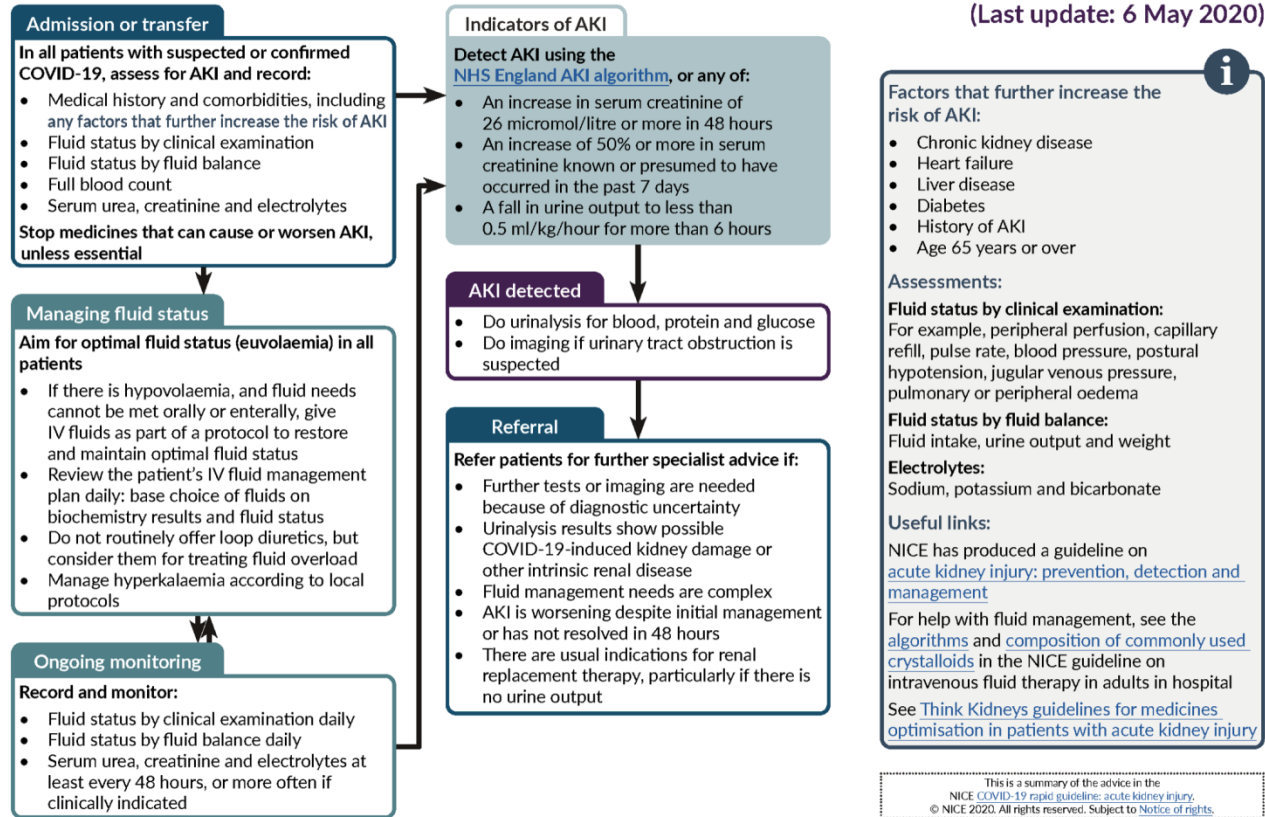 (Last update: 6 May 2020)
Admission or transfer
In all patients with suspected or confirmed
COVID-19, assess for AKI and record:
• Medical history and comorbidities, including
any factors that further increase the risk of AKI
• Fluid status by clinical examination
• Fluid status by fluid balance
• Full blood count
• Serum urea, creatinine and electrolytes
Stop medicines that can cause or worsen AKI,
unless essential
Managing fluid status
Aim for optimal fluid status (euvolaemia) in all
patients
• If there is hypovolaemia, and fluid needs
cannot be met orally or enterally, give
IV fluids as part of a protocol to restore
and maintain optimal fluid status
• Review the patient's IV fluid management
plan daily: base choice of fluids on
biochemistry results and fluid status
• Do not routinely offer loop diuretics, but
consider them for treating fluid overload
• Manage hyperkalaemia according to local
protocols
Ongoing monitoring
Record and monitor:
• Fluid status by clinical examination daily
• Fluid status by fluid balance daily
• Serum urea, creatinine and electrolytes at
least every 48 hours, or more often if
clinically indicated
Indicators of AKI
Detect AKI using the
NHS England AKI algorithm, or any of:
• An increase in serum creatinine of
26 micromol/litre or more in 48 hours
• An increase of 50% or more in serum
creatinine known or presumed to have
occurred in the past 7 days
• A fall in urine output to less than
0.5 ml/kg/hour for more than 6 hours
AKI detected
• Do urinalysis for blood, protein and glucose
• Do imaging if urinary tract obstruction is
suspected
Referral
Refer patients for further specialist advice if:
• Further tests or imaging are needed
because of diagnostic uncertainty
• Urinalysis results show possible
COVID-19-induced kidney damage or
other intrinsic renal disease
• Fluid management needs are complex
• AKI is worsening despite initial management
or has not resolved in 48 hours
• There are usual indications for renal
replacement therapy, particularly if there is
no urine output
i
Factors that further increase the
risk of AKI:
• Chronic kidney disease
• Heart failure
• Liver disease
• Diabetes
• History of AKI
• Age 65 years or over
Assessments:
Fluid status by clinical examination:
For example, peripheral perfusion, capillary
refill, pulse rate, blood pressure, postural
hypotension, jugular venous pressure,
pulmonary or peripheral oedema
Fluid status by fluid balance:
Fluid intake, urine output and weight
Electrolytes:
Sodium, potassium and bicarbonate
Useful links:
NICE has produced a guideline on
acute kidney injury: prevention, detection and
management
For help with fluid management, see the
algorithms and composition of commonly used
crystalloids in the NICE guideline on
intravenous fluid therapy in adults in hospital
See Think Kidneys guidelines for medicines
optimisation in patients with acute kidney injury
This is a summary of the advice in the
NICE COVID-19 rapid guideline: acute kidney injury.
© NICE 2020. All rights reserved. Subject to Notice of rights.